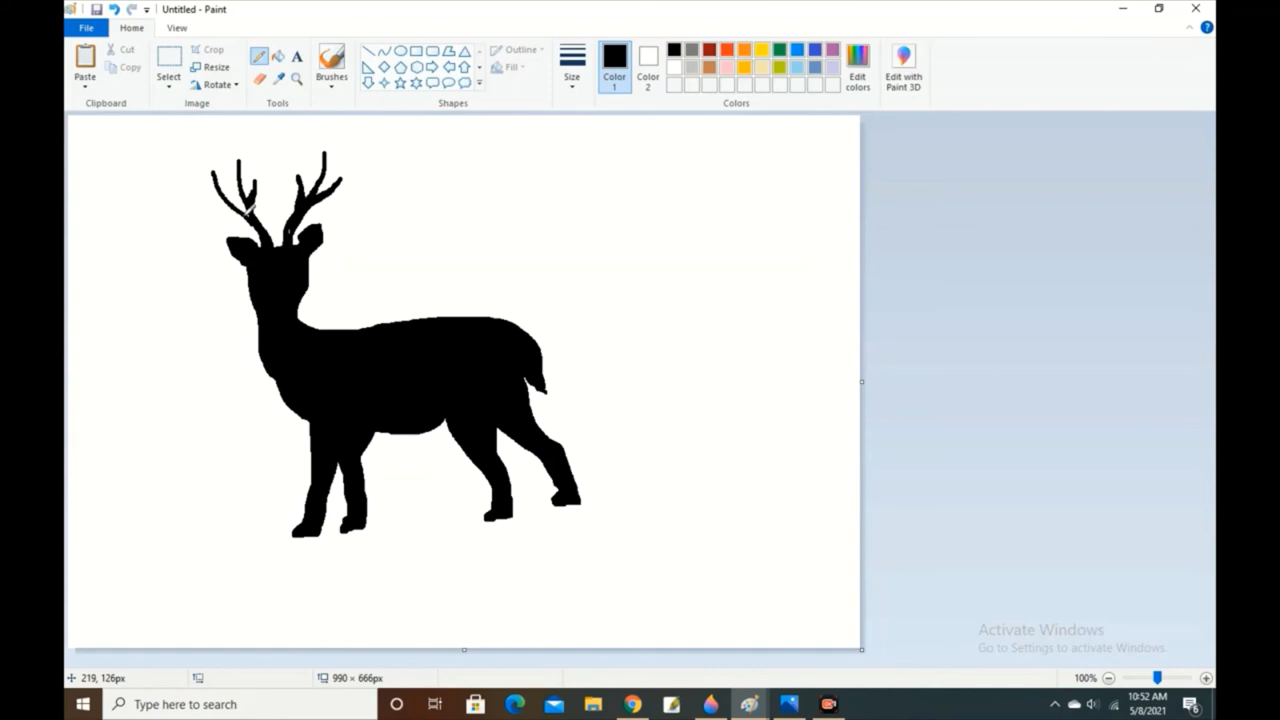 Untitled - Paint
File Home View
Paste
Cut
Copy
Clipboard
Select
Crop
Resize
Rotate
Image
A
Tools
Brushes
Outline
Fill
Shapes
Size
Color
1
Color
2
Edit
colors
Colors
Edit with
Paint 3D
?
Activate Windows
Go to Settings to activate Windows.
219, 126px
990 × 666px
100%
Type here to search
10:52 AM
5/8/2021